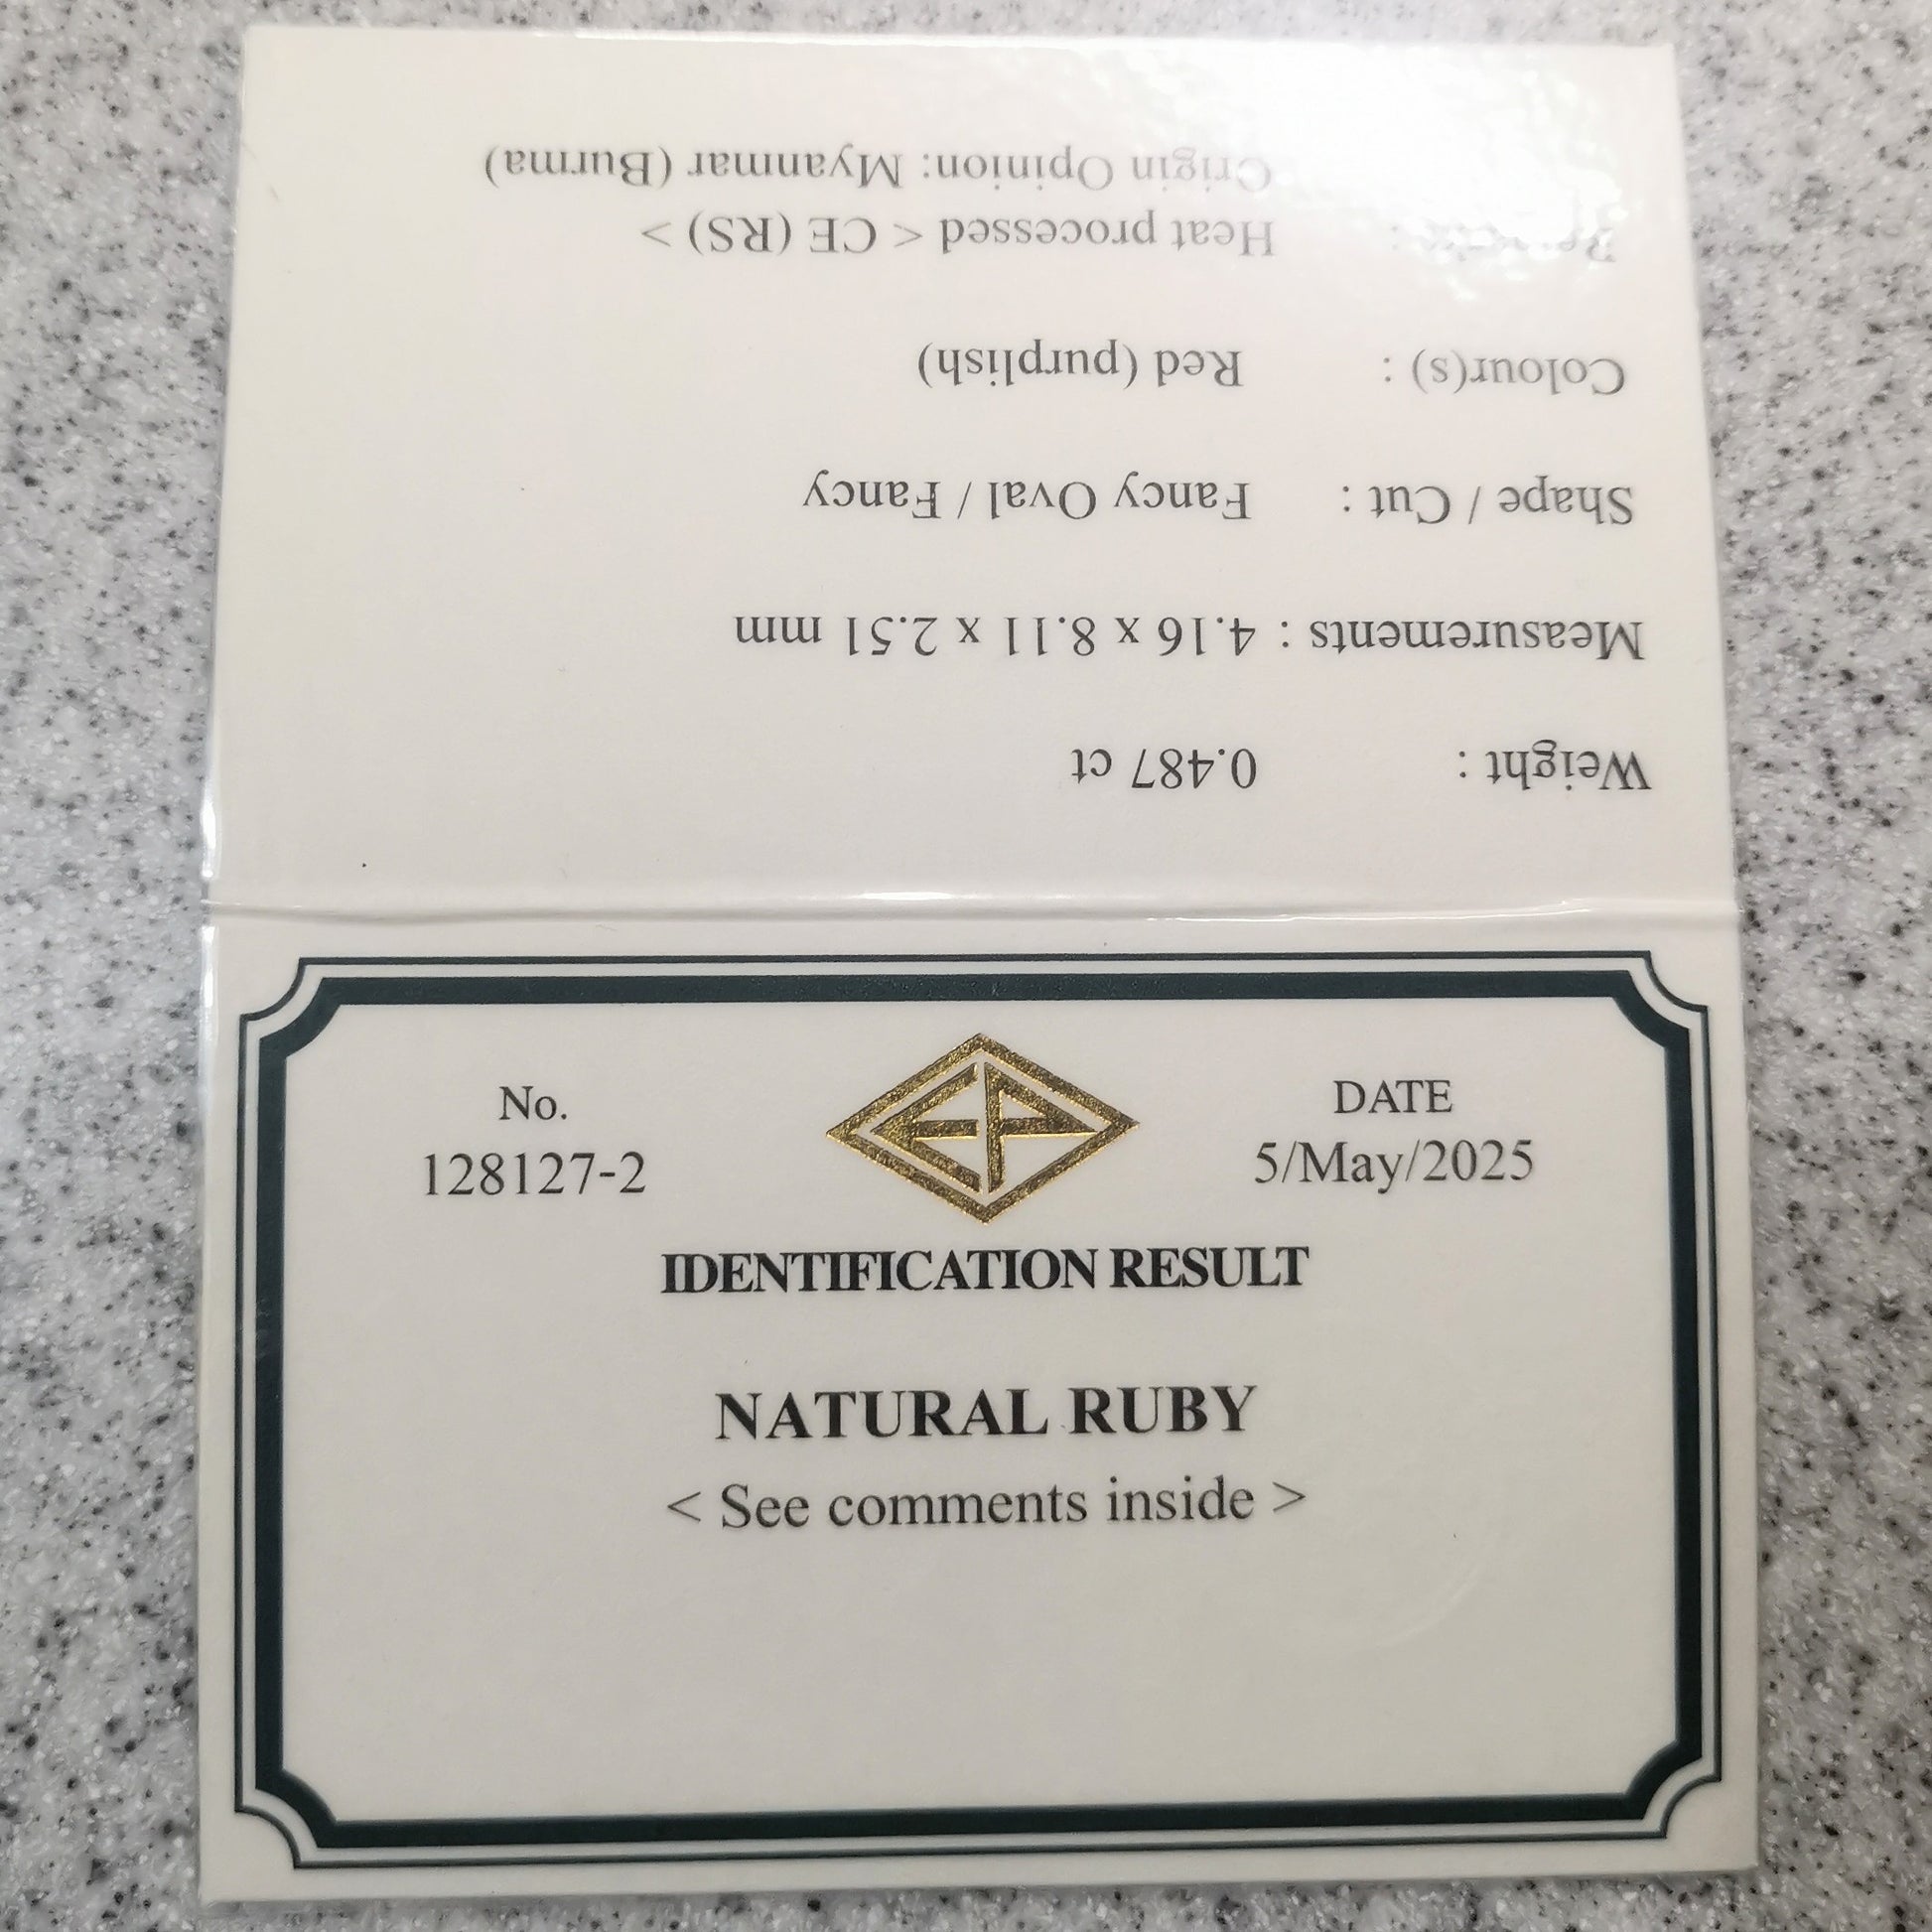 Weight : 0.487 ct
Measurements : 4.16 x 8.11 x 2.51 mm
Shape / Cut : Fancy Oval / Fancy
Colour(s) : Red (purplish)
: Heat processed < CE (RS) >
Origin Opinion: Myanmar (Burma)
No. DATE
128127-2 5/May/2025
EP
IDENTIFICATION RESULT
NATURAL RUBY
< See comments inside >